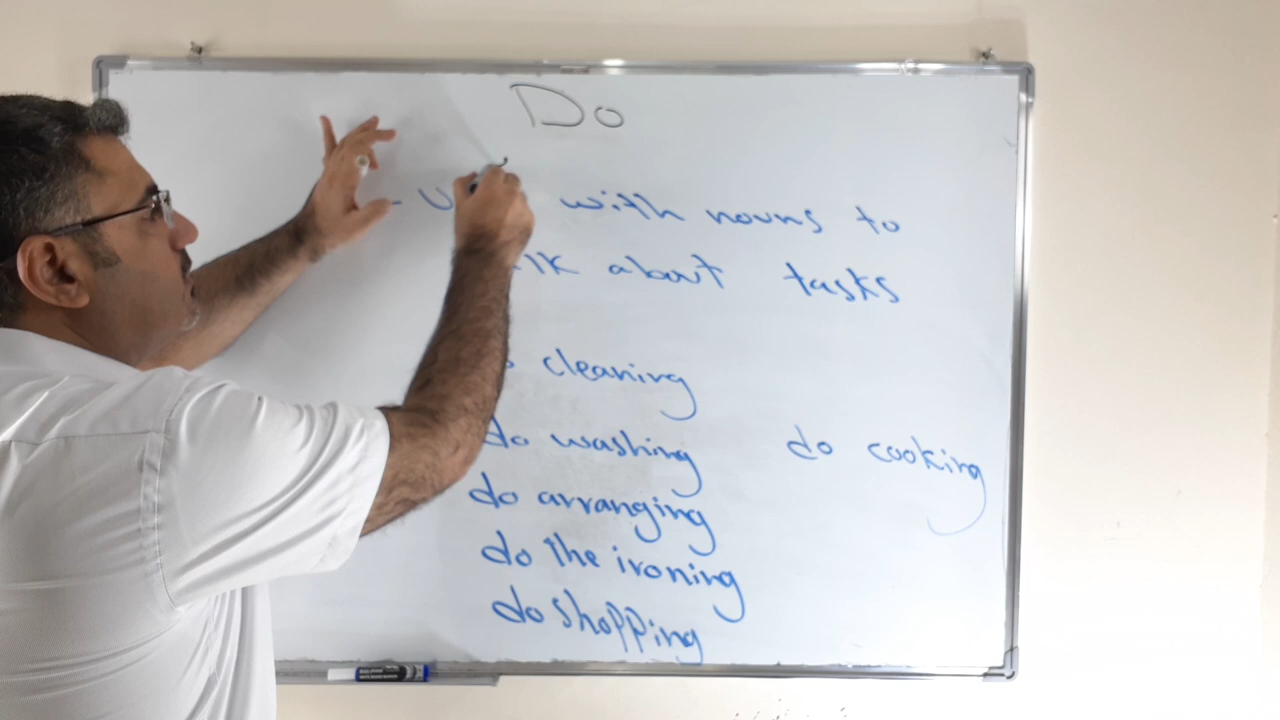 Do
with nouns to
about tasks
cleaning
do washing do cooking
do arranging
do the ironing
do shopping